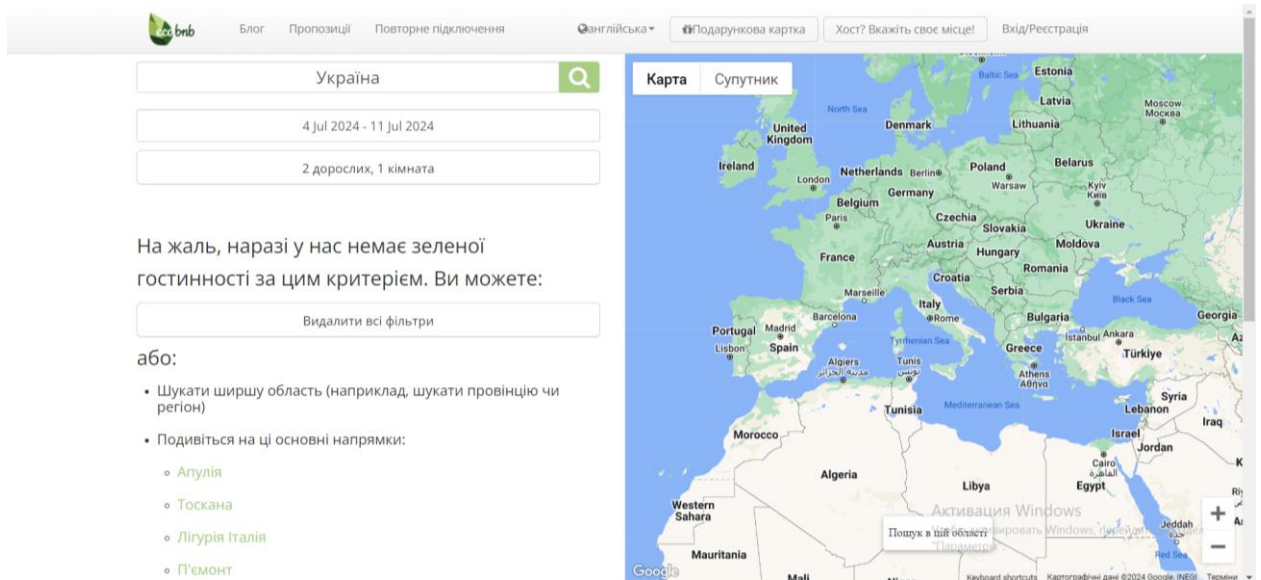 eco bnb
Блог
Пропозиції
Повторне підключення
англійська
Подарункова картка
Хост? Вкажіть своє місце!
Вхід/Реєстрація
Україна
4 Jul 2024 - 11 Jul 2024
2 дорослих, 1 кімната
На жаль, наразі у нас немає зеленої
гостинності за цим критерієм. Ви можете:
Видалити всі фільтри
або:
• Шукати ширшу область (наприклад, шукати провінцію чи
регіон)
• Подивіться на ці основні напрямки:
Апулія
Тоскана
Лігурія Італія
П'ємонт
Карта
Супутник
Baltic Sea
Estonia
North Sea
Latvia
Moscow
Москва
United
Kingdom
Denmark
Lithuania
Ireland
London
Netherlands
Berlin
Poland
Belarus
Germany
Warsaw
Kyiv
Київ
Belgium
Paris
Czechia
Slovakia
Ukraine
Austria
Hungary
Moldova
France
Croatia
Romania
Marseille
Serbia
Italy
Black Sea
Portugal
Madrid
Barcelona
Rome
Bulgaria
Georgia
Lisbon
Spain
Tyrrhenian Sea
Istanbul
Ankara
Greece
Türkiye
Algiers
مدينة الجزائر
Tunis
تونس
Athens
Αθήνα
Syria
Tunisia
Mediterranean Sea
Lebanon
Iraq
Morocco
Israel
Jordan
Cairo
القاهرة
Algeria
Libya
Egypt
Western
Sahara
Активация Windows
Пошук в цій області
Jeddah
جدة
Red Sea
Mauritania
Mali
Google
Keyboard shortcuts
Картографічні дані ©2024 Google, INEGI
Терміни